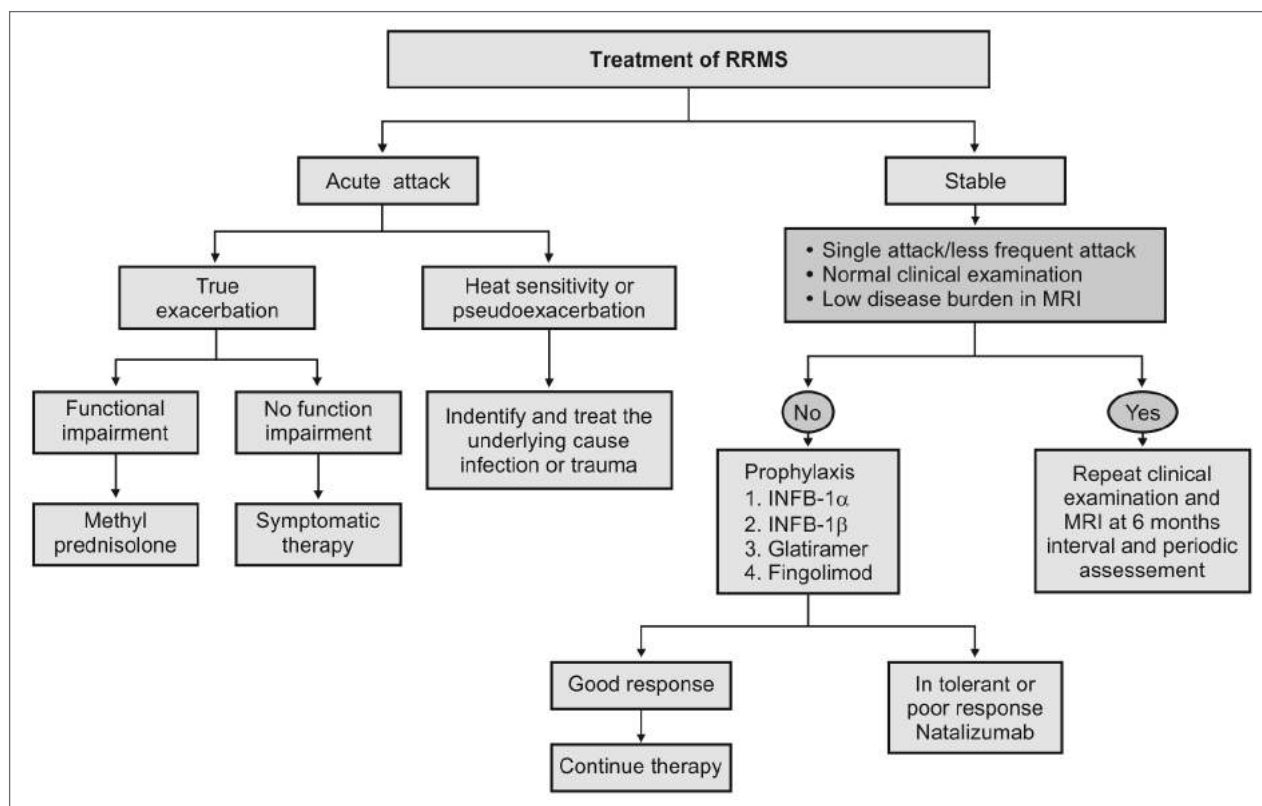 Treatment of RRMS
Acute attack
Stable
• Single attack/less frequent attack
• Normal clinical examination
• Low disease burden in MRI
True
exacerbation
Heat sensitivity or
pseudoexacerbation
Functional
impairment
No function
impairment
Indentify and treat the
underlying cause
infection or trauma
No
Yes
Methyl
prednisolone
Symptomatic
therapy
Prophylaxis
1. INFB-1α
2. INFB-1β
3. Glatiramer
4. Fingolimod
Repeat clinical
examination and
MRI at 6 months
interval and periodic
assessement
Good response
In tolerant or
poor response
Natalizumab
Continue therapy